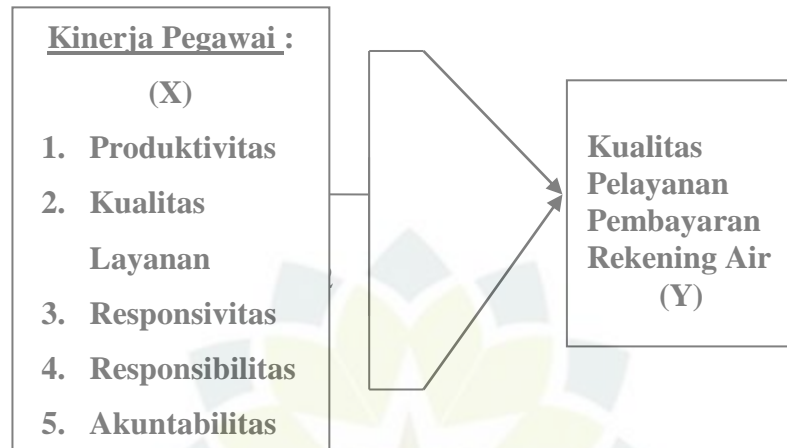 Kinerja Pegawai :
(X)
1. Produktivitas
2. Kualitas
Layanan
3. Responsivitas
4. Responsibilitas
5. Akuntabilitas
Kualitas
Pelayanan
Pembayaran
Rekening Air
(Y)